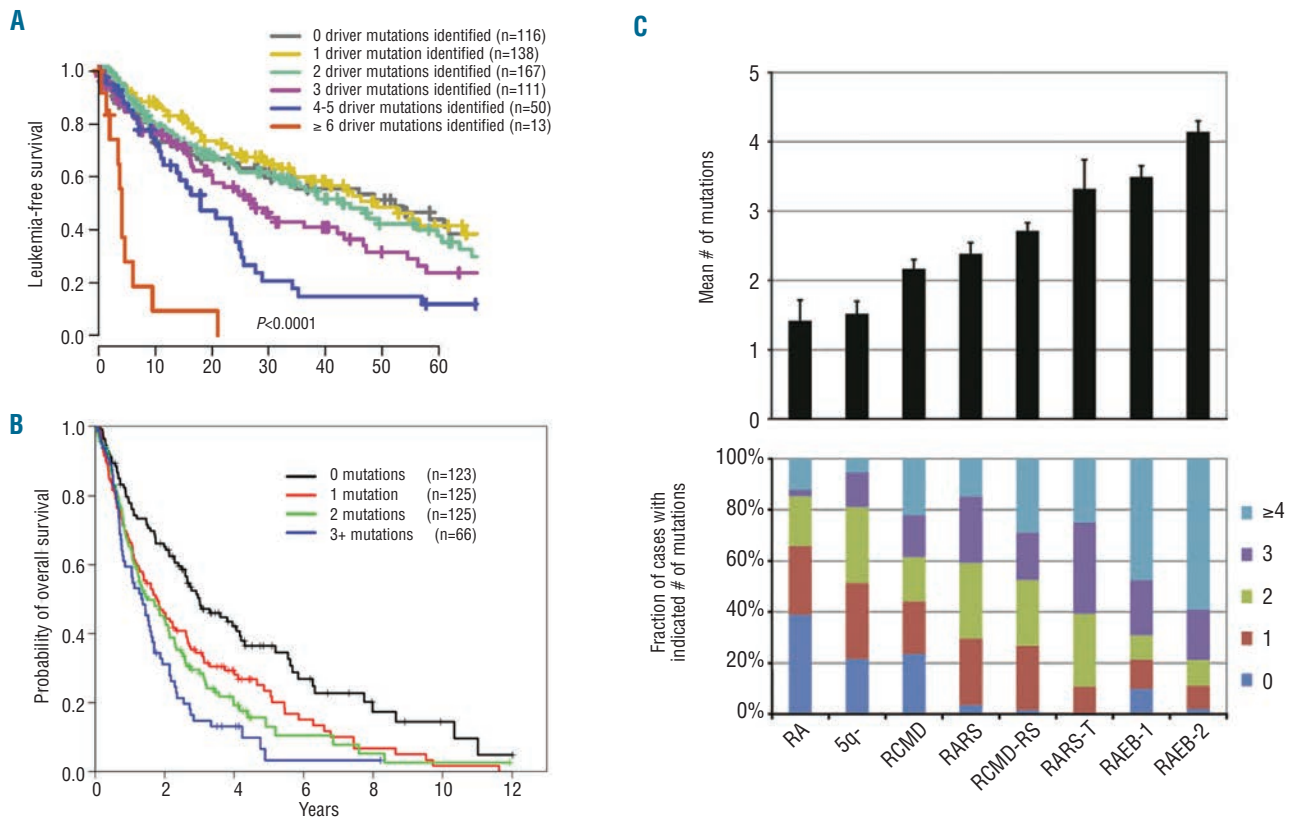 A
0 driver mutations identified (n=116)
1 driver mutation identified (n=138)
2 driver mutations identified (n=167)
3 driver mutations identified (n=111)
4-5 driver mutations identified (n=50)
≥ 6 driver mutations identified (n=13)
Leukemia-free survival
1.0
0.8
0.6
0.4
0.2
0.0
P<0.0001
0 10 20 30 40 50 60
B
0 mutations (n=123)
1 mutation (n=125)
2 mutations (n=125)
3+ mutations (n=66)
Probability of overall survival
1.0
0.8
0.6
0.4
0.2
0.0
0 2 4 6 8 10 12
Years
C
Mean # of mutations
5
4
3
2
1
0
Fraction of cases with
indicated # of mutations
100%
80%
60%
40%
20%
0%
RA 5q- RCMD RARS RCMD-RS RARS-T RAEB-1 RAEB-2
≥4
3
2
1
0